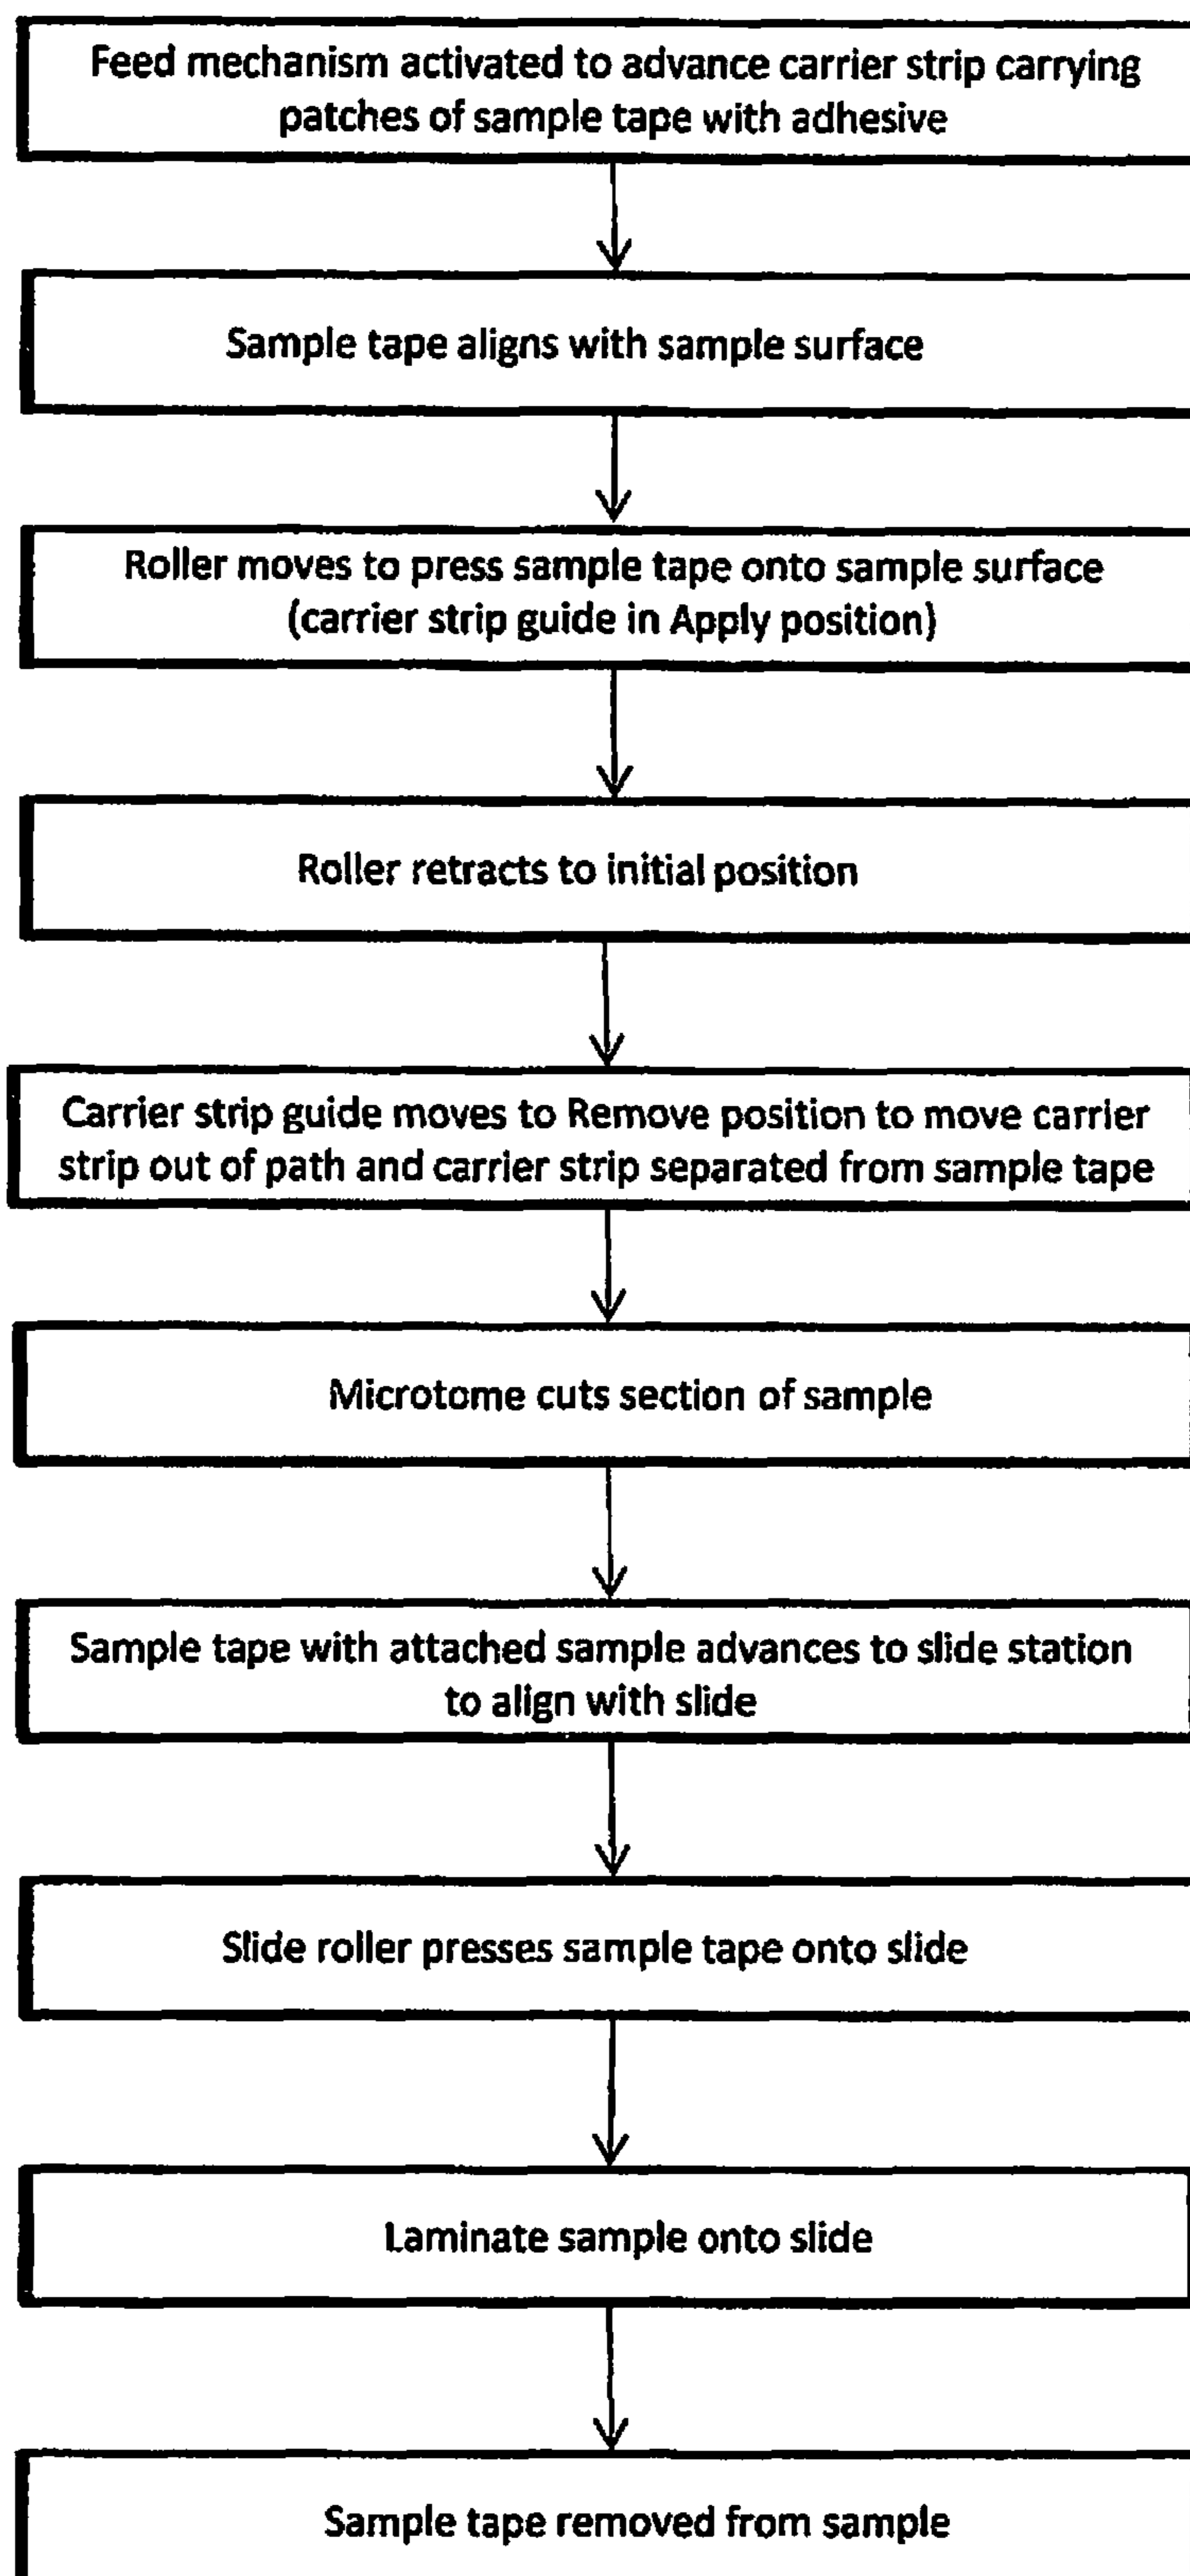 Feed mechanism activated to advance carrier strip carrying
patches of sample tape with adhesive
Sample tape aligns with sample surface
Roller moves to press sample tape onto sample surface
(carrier strip guide in Apply position)
Roller retracts to initial position
Carrier strip guide moves to Remove position to move carrier
strip out of path and carrier strip separated from sample tape
Microtome cuts section of sample
Sample tape with attached sample advances to slide station
to align with slide
Slide roller presses sample tape onto slide
Laminate sample onto slide
Sample tape removed from sample